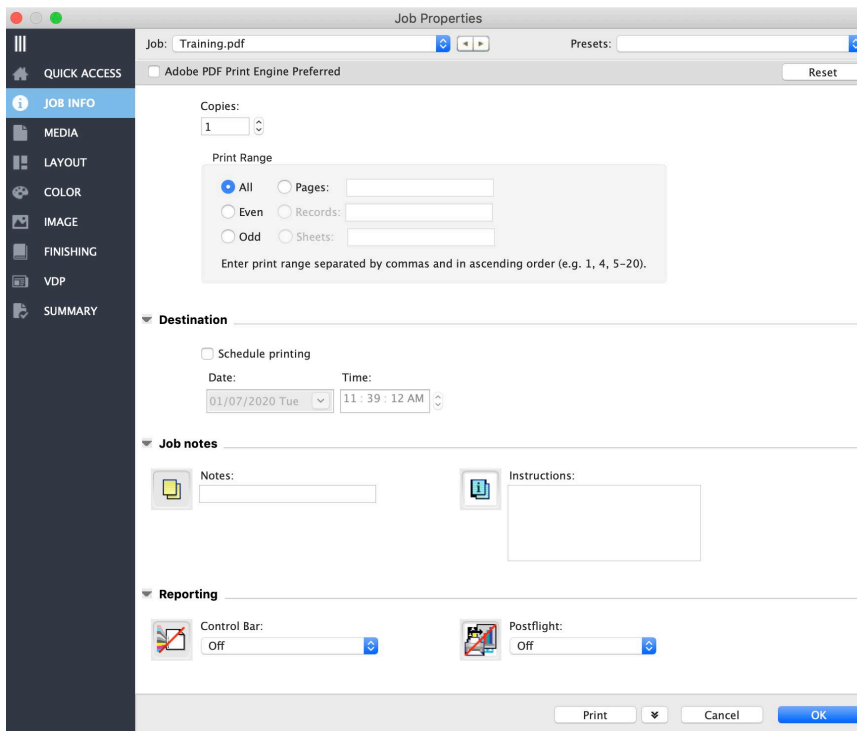 Job Properties
Job: Training.pdf Presets:
Adobe PDF Print Engine Preferred Reset
QUICK ACCESS
JOB INFO
MEDIA
LAYOUT
COLOR
IMAGE
FINISHING
VDP
SUMMARY
Copies:
1
Print Range
All Pages:
Even Records:
Odd Sheets:
Enter print range separated by commas and in ascending order (e.g. 1, 4, 5-20).
Destination
Schedule printing
Date: Time:
01/07/2020 Tue 11 : 39 : 12 AM
Job notes
Notes: Instructions:
Reporting
Control Bar: Postflight:
Off Off
Print Cancel OK